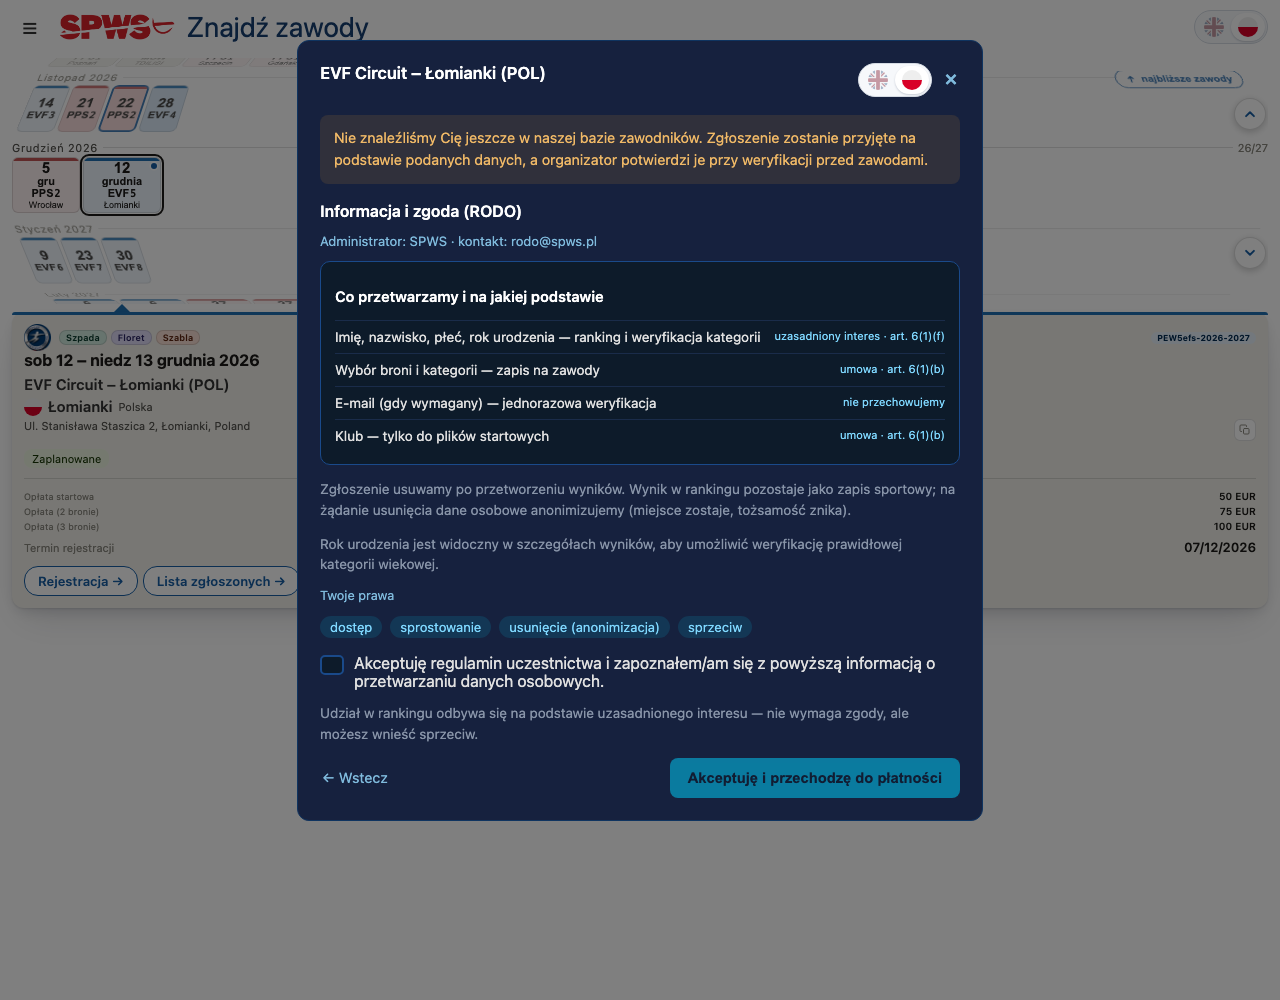 SPWS
Znajdź zawody
Listopad 2026
↑ najbliższe zawody
14
EVF3
21
PPS2
22
PPS2
28
EVF4
Grudzień 2026
26/27
5
gru
PPS2
Wrocław
12
grudnia
EVF5
Łomianki
Styczeń 2027
9
EVF6
23
EVF7
30
EVF8
Szpada
Floret
Szabla
PEW5efs-2026-2027
sob 12 – niedz 13 grudnia 2026
EVF Circuit – Łomianki (POL)
Łomianki Polska
Ul. Stanisława Staszica 2, Łomianki, Poland
Zaplanowane
Opłata startowa
50 EUR
Opłata (2 bronie)
75 EUR
Opłata (3 bronie)
100 EUR
Termin rejestracji
07/12/2026
Rejestracja →
Lista zgłoszonych →
EVF Circuit – Łomianki (POL)
×
Nie znaleźliśmy Cię jeszcze w naszej bazie zawodników. Zgłoszenie zostanie przyjęte na
podstawie podanych danych, a organizator potwierdzi je przy weryfikacji przed zawodami.
Informacja i zgoda (RODO)
Administrator: SPWS · kontakt: rodo@spws.pl
Co przetwarzamy i na jakiej podstawie
Imię, nazwisko, płeć, rok urodzenia — ranking i weryfikacja kategorii
uzasadniony interes · art. 6(1)(f)
Wybór broni i kategorii — zapis na zawody
umowa · art. 6(1)(b)
E-mail (gdy wymagany) — jednorazowa weryfikacja
nie przechowujemy
Klub — tylko do plików startowych
umowa · art. 6(1)(b)
Zgłoszenie usuwamy po przetworzeniu wyników. Wynik w rankingu pozostaje jako zapis sportowy; na
żądanie usunięcia dane osobowe anonimizujemy (miejsce zostaje, tożsamość znika).
Rok urodzenia jest widoczny w szczegółach wyników, aby umożliwić weryfikację prawidłowej
kategorii wiekowej.
Twoje prawa
dostęp
sprostowanie
usunięcie (anonimizacja)
sprzeciw
Akceptuję regulamin uczestnictwa i zapoznałem/am się z powyższą informacją o
przetwarzaniu danych osobowych.
Udział w rankingu odbywa się na podstawie uzasadnionego interesu — nie wymaga zgody, ale
możesz wnieść sprzeciw.
← Wstecz
Akceptuję i przechodzę do płatności